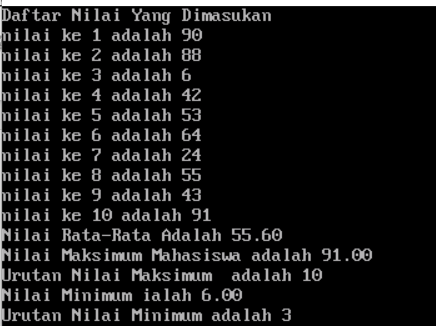 Daftar Nilai Yang Dimasukan
nilai ke 1 adalah 90
nilai ke 2 adalah 88
nilai ke 3 adalah 6
nilai ke 4 adalah 42
nilai ke 5 adalah 53
nilai ke 6 adalah 64
nilai ke 7 adalah 24
nilai ke 8 adalah 55
nilai ke 9 adalah 43
nilai ke 10 adalah 91
Nilai Rata-Rata Adalah 55.60
Nilai Maksimum Mahasiswa adalah 91.00
Urutan Nilai Maksimum  adalah 10
Nilai Minimum ialah 6.00
Urutan Nilai Minimum adalah 3